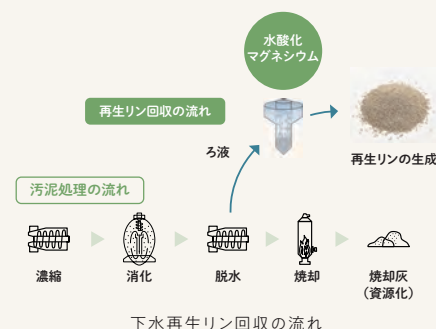 水酸化
マグネシウム
再生リン回収の流れ
ろ液
再生リンの生成
汚泥処理の流れ
濃縮
消化
脱水
焼却
焼却灰
(資源化)
下水再生リン回収の流れ